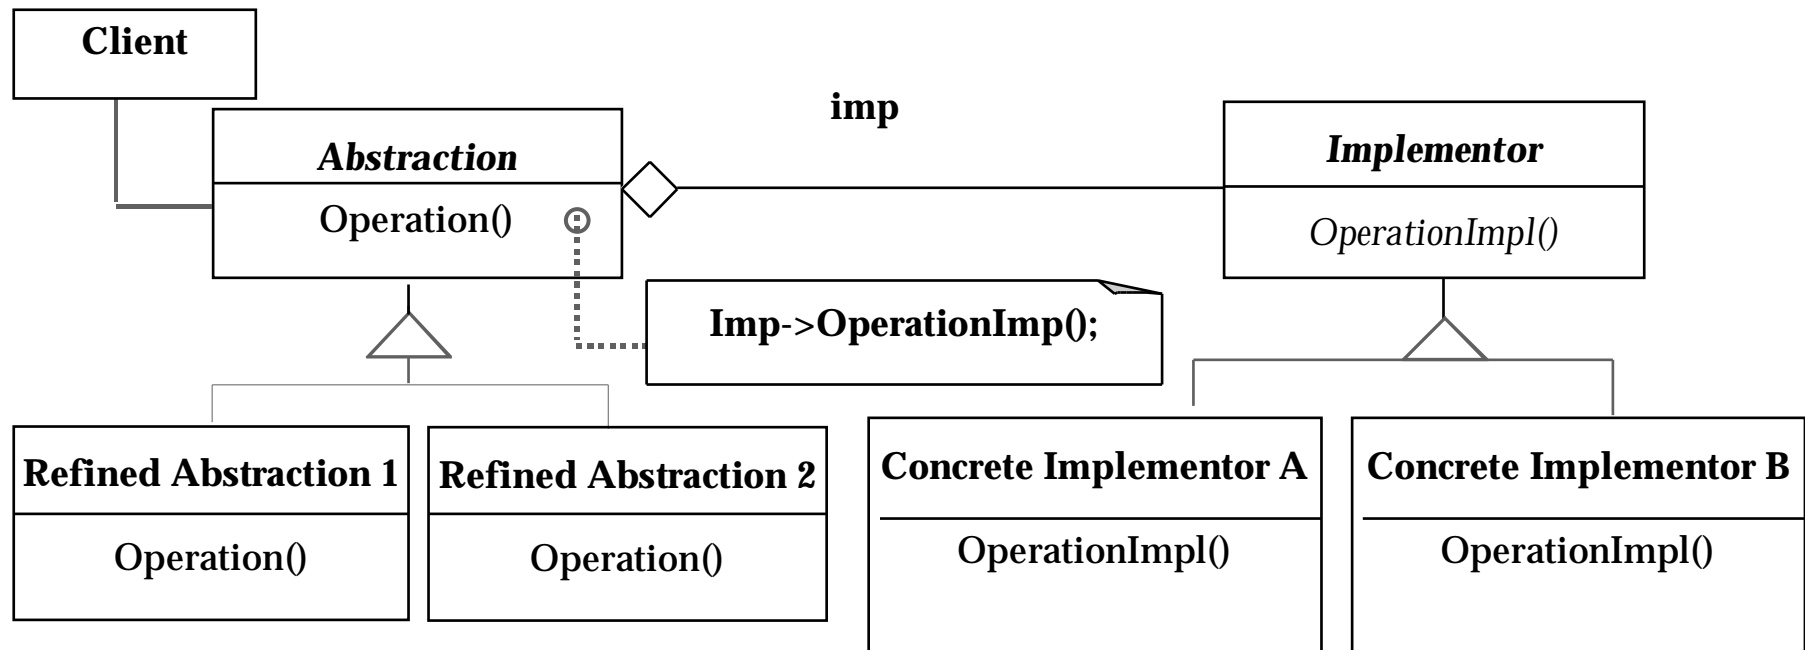 Client
imp
Abstraction
Implementor
Operation()
OperationImpl()
Imp->OperationImp();
Refined Abstraction 1
Refined Abstraction 2
Concrete Implementor A
Concrete Implementor B
Operation()
Operation()
OperationImpl()
OperationImpl()